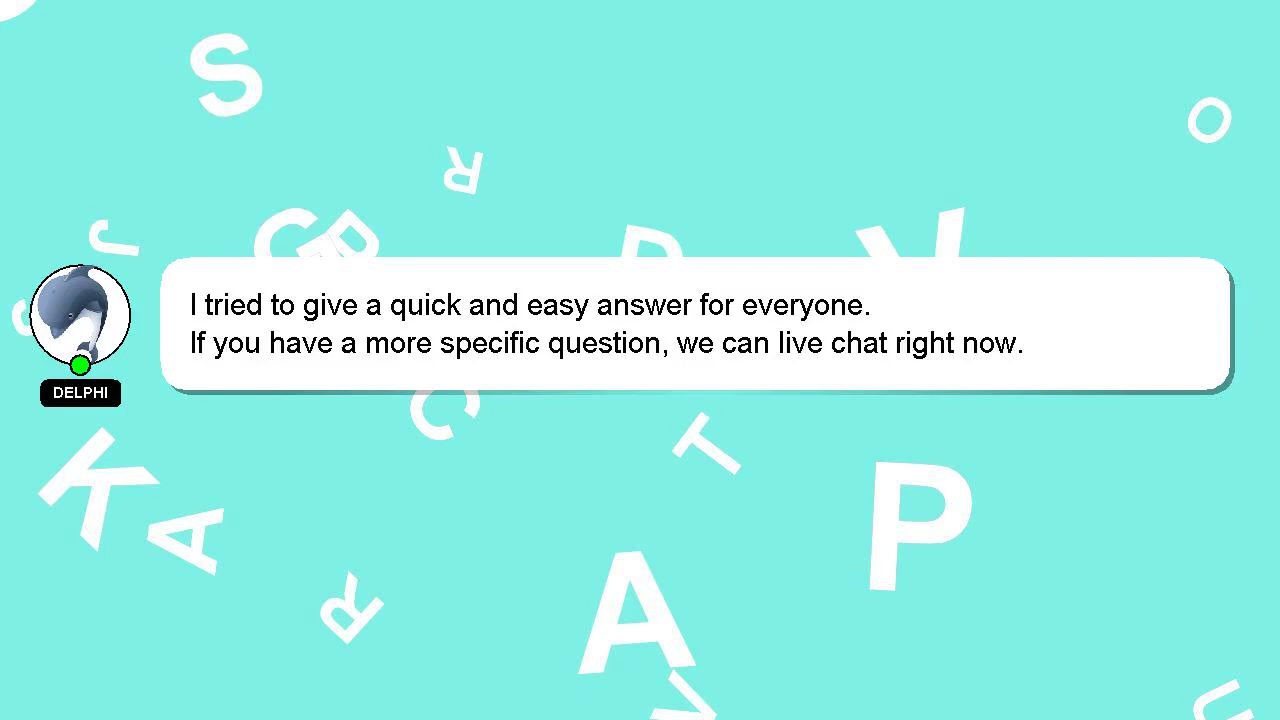 S
O
R
J
G
B
D
V
I tried to give a quick and easy answer for everyone.
If you have a more specific question, we can live chat right now.
DELPHI
C
T
K
P
A
R
A
U